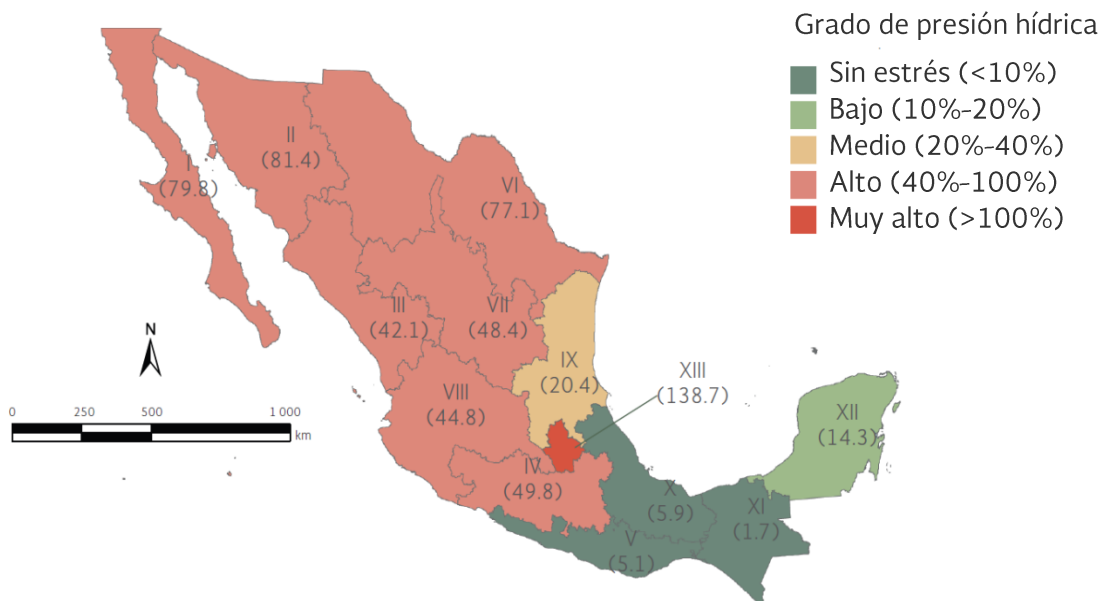 Grado de presión hídrica
Sin estrés (<10%)
Bajo (10%-20%)
Medio (20%-40%)
Alto (40%-100%)
Muy alto (>100%)
I
(79.8)
II
(81.4)
VI
(77.1)
III
(42.1)
VII
(48.4)
N
IX
(20.4)
XIII
(138.7)
VIII
(44.8)
XII
(14.3)
0 250 500 1 000
km
IV
(49.8)
X
(5.9)
XI
(1.7)
V
(5.1)